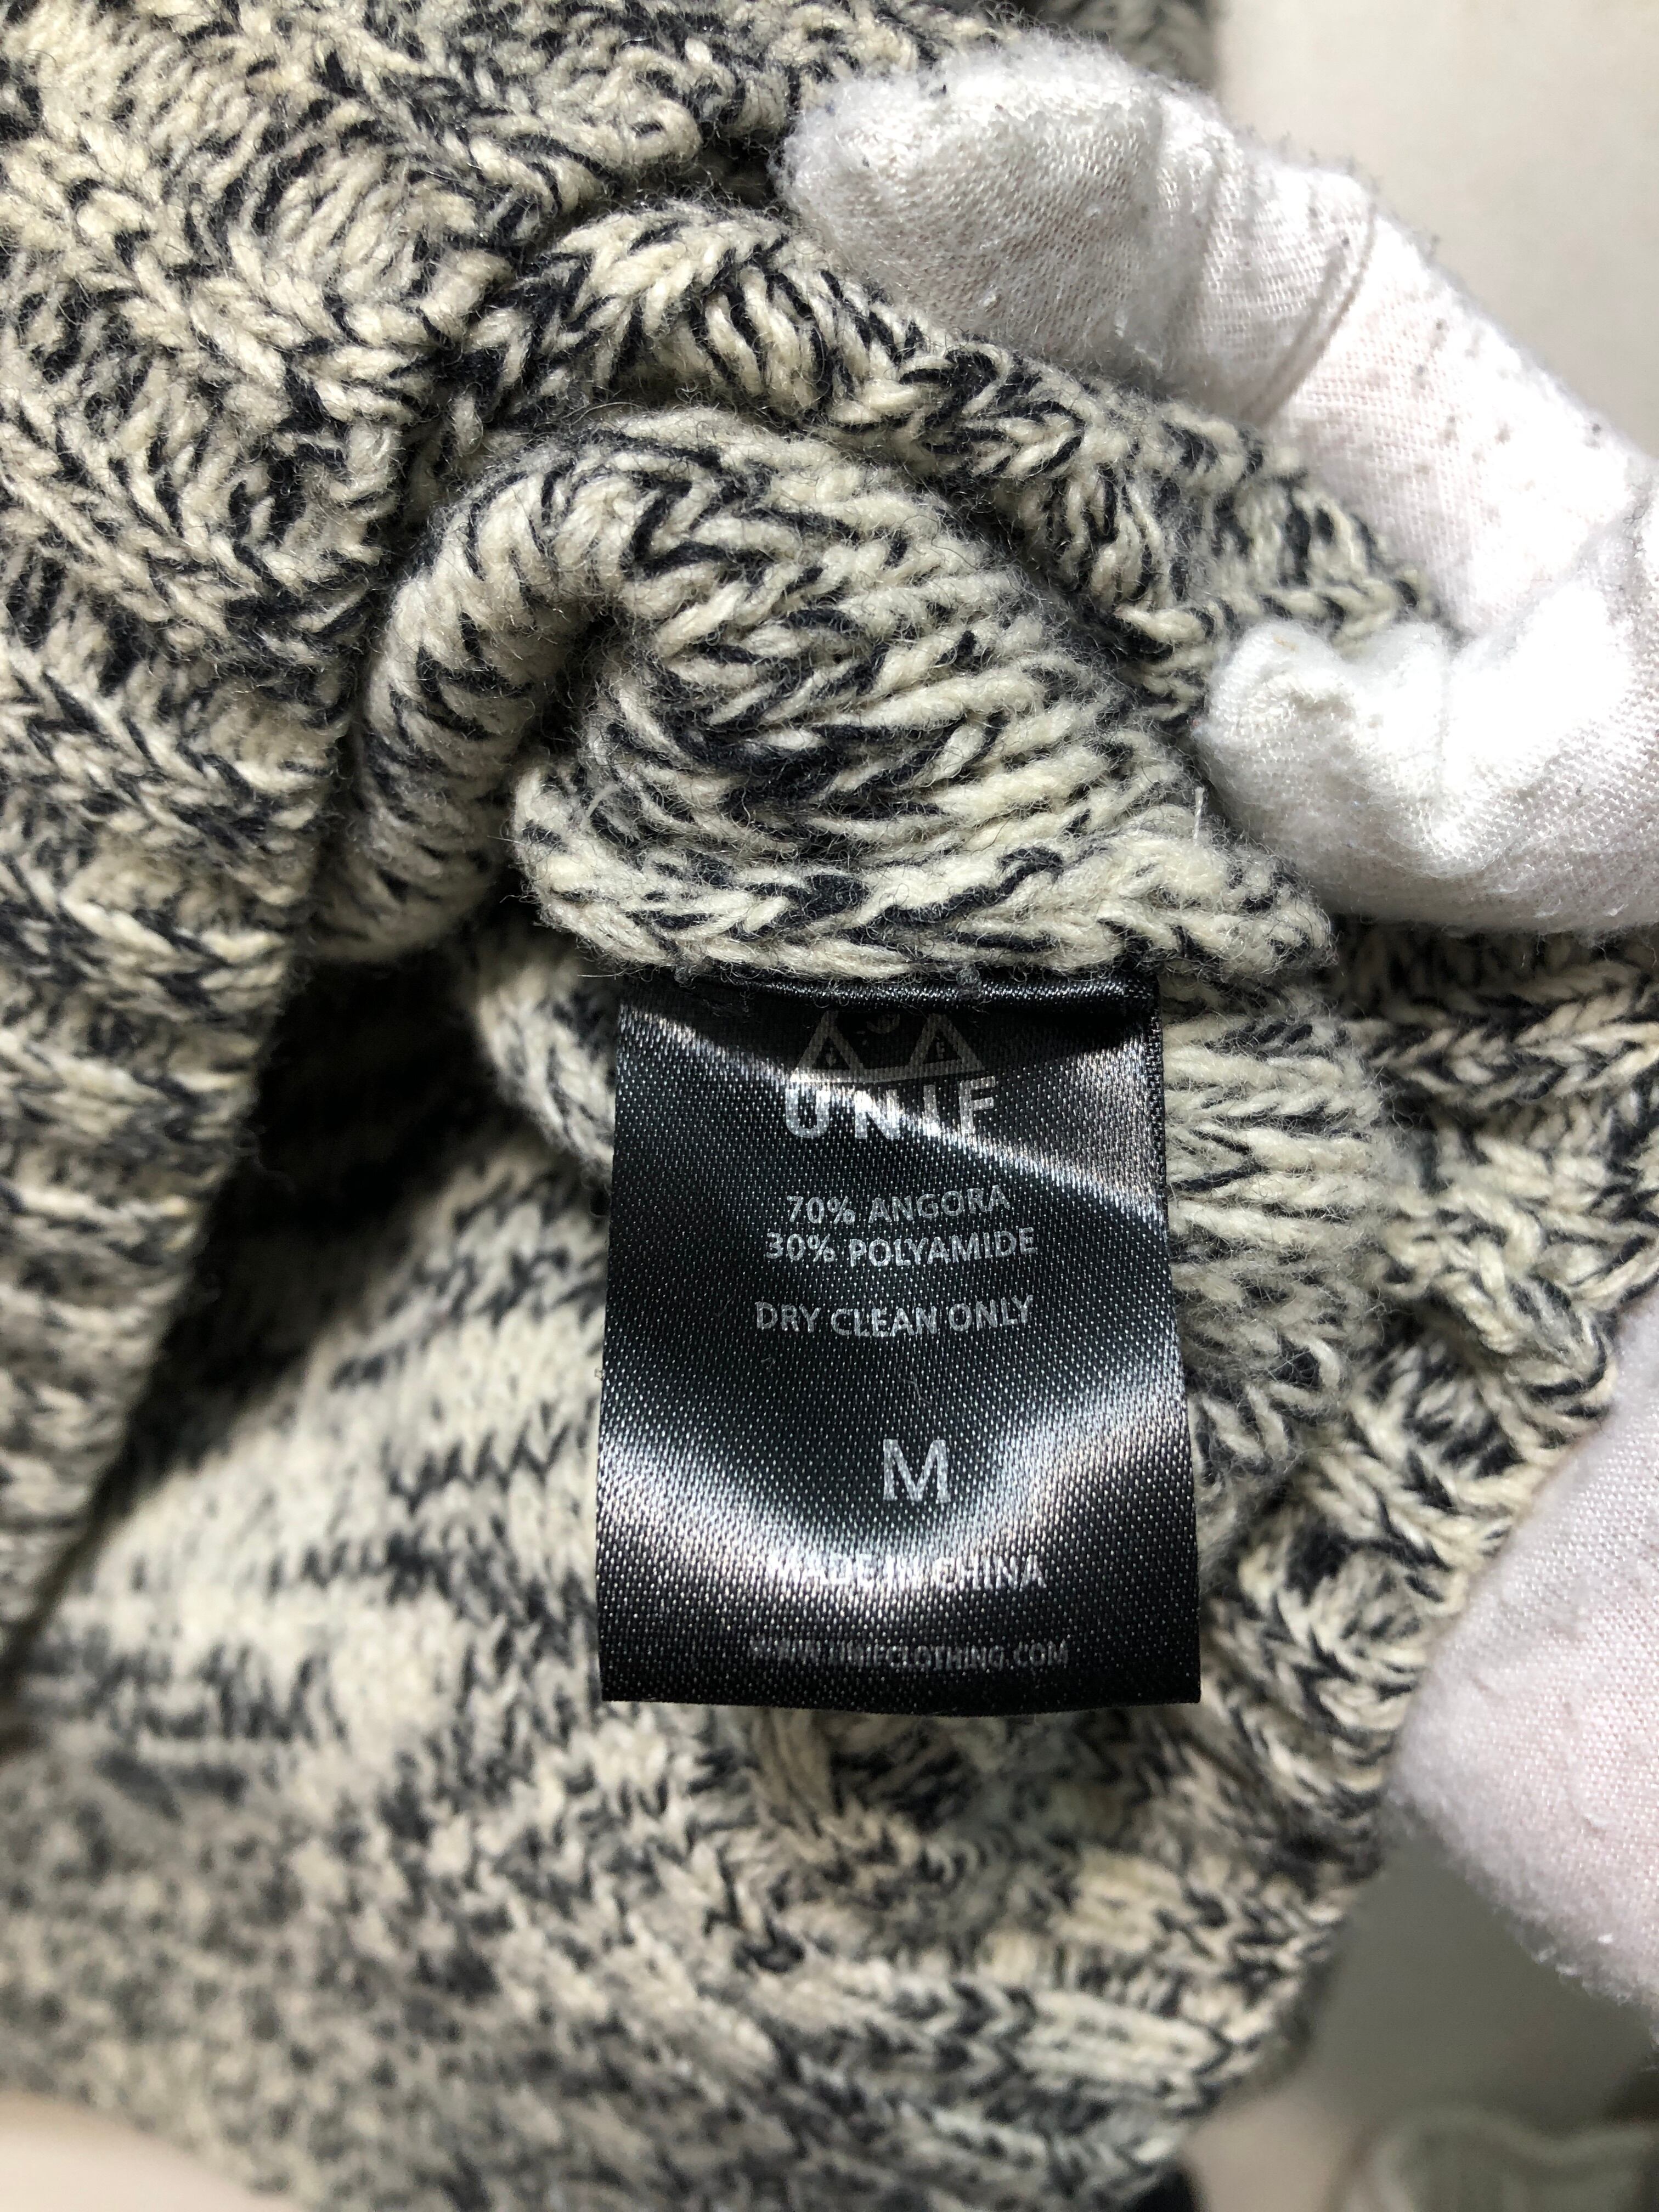 UNIF
70% ANGORA
30% POLYAMIDE
DRY CLEAN ONLY
M
MADE IN CHINA
WWW.UNIFCLOTHING.COM